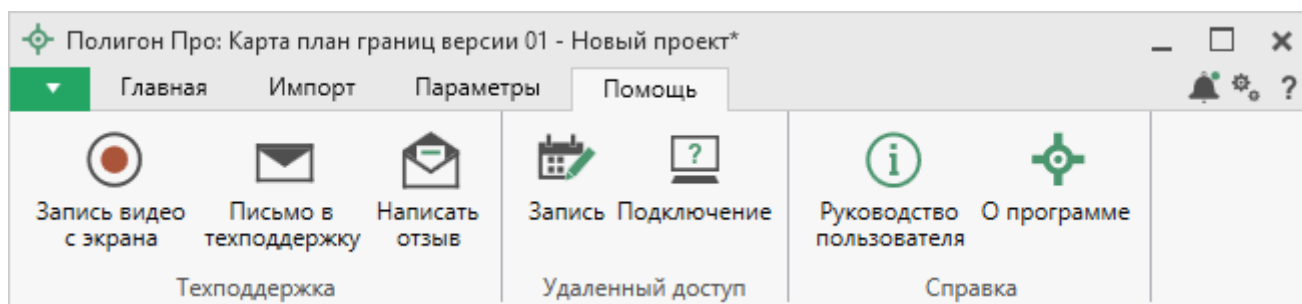 Полигон Про: Карта план границ версии 01 - Новый проект*
Главная Импорт Параметры Помощь ?
?
Запись видео с экрана
Письмо в техподдержку
Написать отзыв
Запись Подключение
Руководство пользователя
О программе
Техподдержка Удаленный доступ Справка